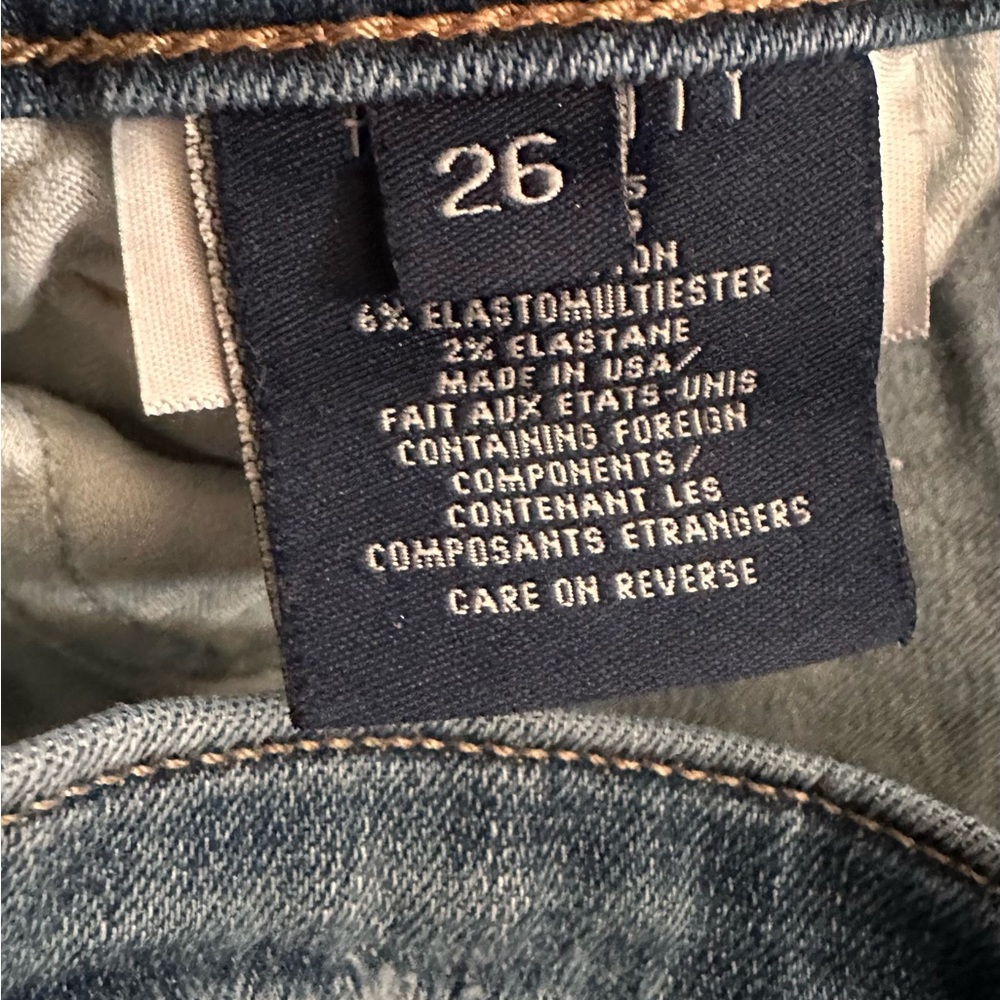 26
6% ELASTOMULTIESTER
2% ELASTANE
MADE IN USA/
FAIT AUX ETATS-UNIS
CONTAINING FOREIGN
COMPONENTS/
CONTENANT LES
COMPOSANTS ETRANGERS
CARE ON REVERSE